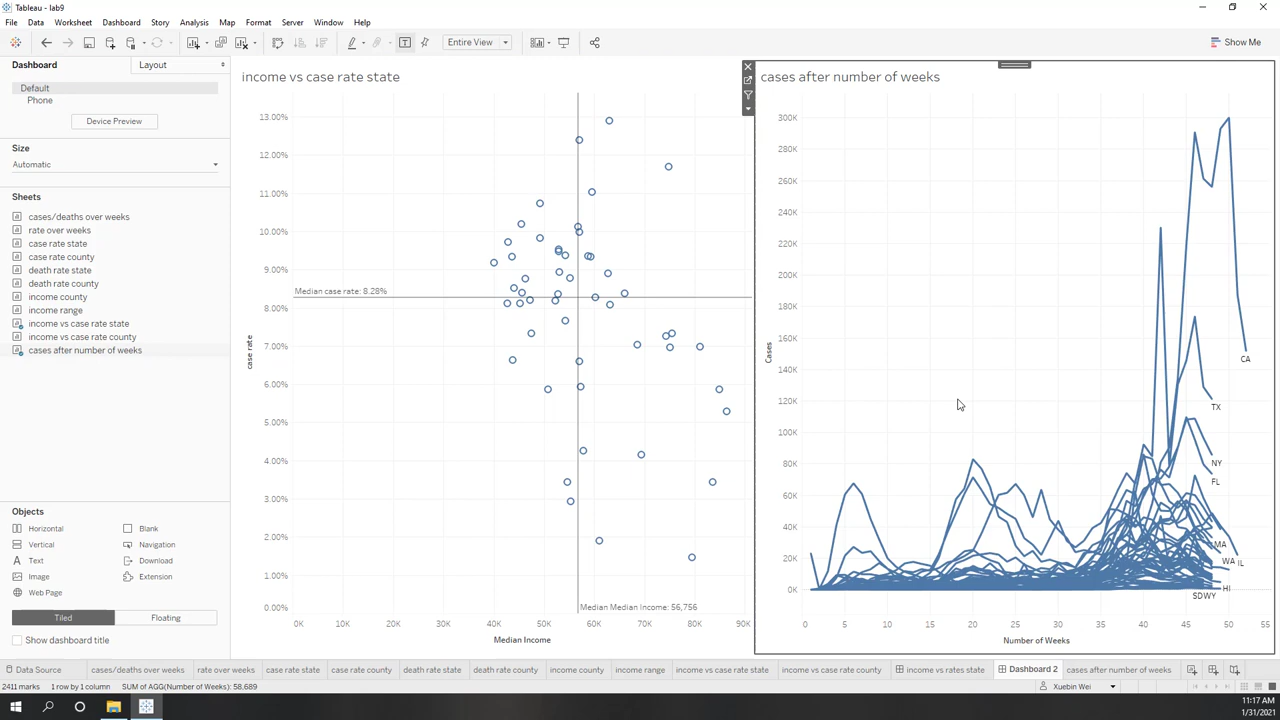 Tableau - lab9
File Data Worksheet Dashboard Story Analysis Map Format Server Window Help
Entire View
Show Me
Dashboard
Layout
Default
Phone
Device Preview
Size
Automatic
Sheets
cases/deaths over weeks
rate over weeks
case rate state
case rate county
death rate state
death rate county
income county
income range
income vs case rate state
income vs case rate county
cases after number of weeks
Objects
Horizontal
Blank
Vertical
Navigation
Text
Download
Image
Extension
Web Page
Tiled
Floating
Show dashboard title
income vs case rate state
13.00%
12.00%
11.00%
10.00%
9.00%
8.00%
7.00%
6.00%
5.00%
4.00%
3.00%
2.00%
1.00%
0.00%
case rate
Median case rate: 8.28%
Median Median Income: 56,756
0K 10K 20K 30K 40K 50K 60K 70K 80K 90K
Median Income
cases after number of weeks
300K
280K
260K
240K
220K
200K
180K
160K
140K
120K
100K
80K
60K
40K
20K
0K
Cases
CA
TX
NY
FL
MA
WA IL
HI
SDWY
0 5 10 15 20 25 30 35 40 45 50 55
Number of Weeks
Data Source cases/deaths over weeks rate over weeks case rate state case rate county death rate state death rate county income county income range income vs case rate state income vs case rate county income vs rates state Dashboard 2 cases after number of weeks
2411 marks 1 row by 1 column SUM of AGG(Number of Weeks): 58,689
Xuebin Wei
11:17 AM
1/31/2021